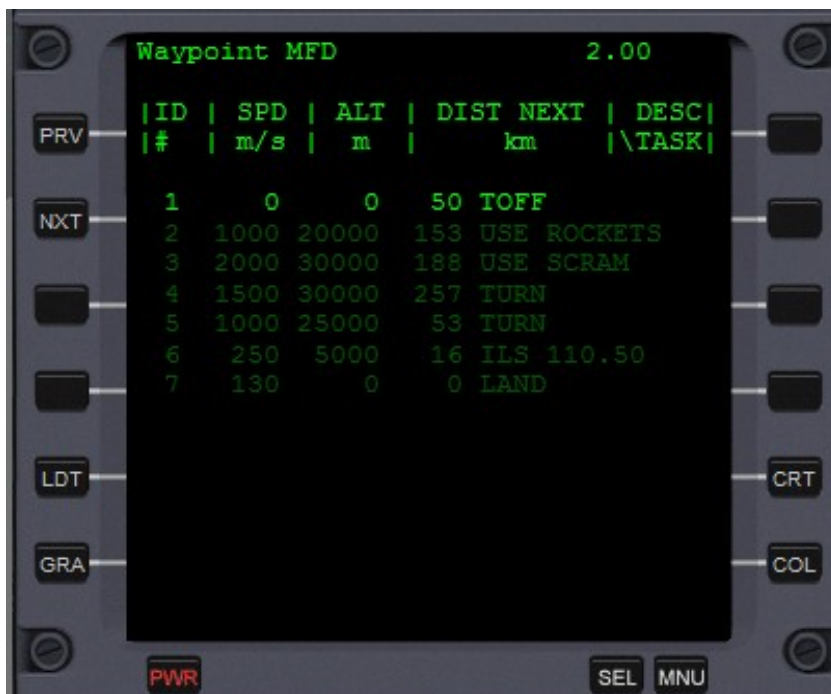 Waypoint MFD 2.00
|ID | SPD | ALT | DIST NEXT | DESC|
|# | m/s | m | km |\TASK|
1 0 0 50 TOFF
2 1000 20000 153 USE ROCKETS
3 2000 30000 188 USE SCRAM
4 1500 30000 257 TURN
5 1000 25000 53 TURN
6 250 5000 16 ILS 110.50
7 130 0 0 LAND
PRV
NXT
LDT
GRA
CRT
COL
PWR
SEL MNU